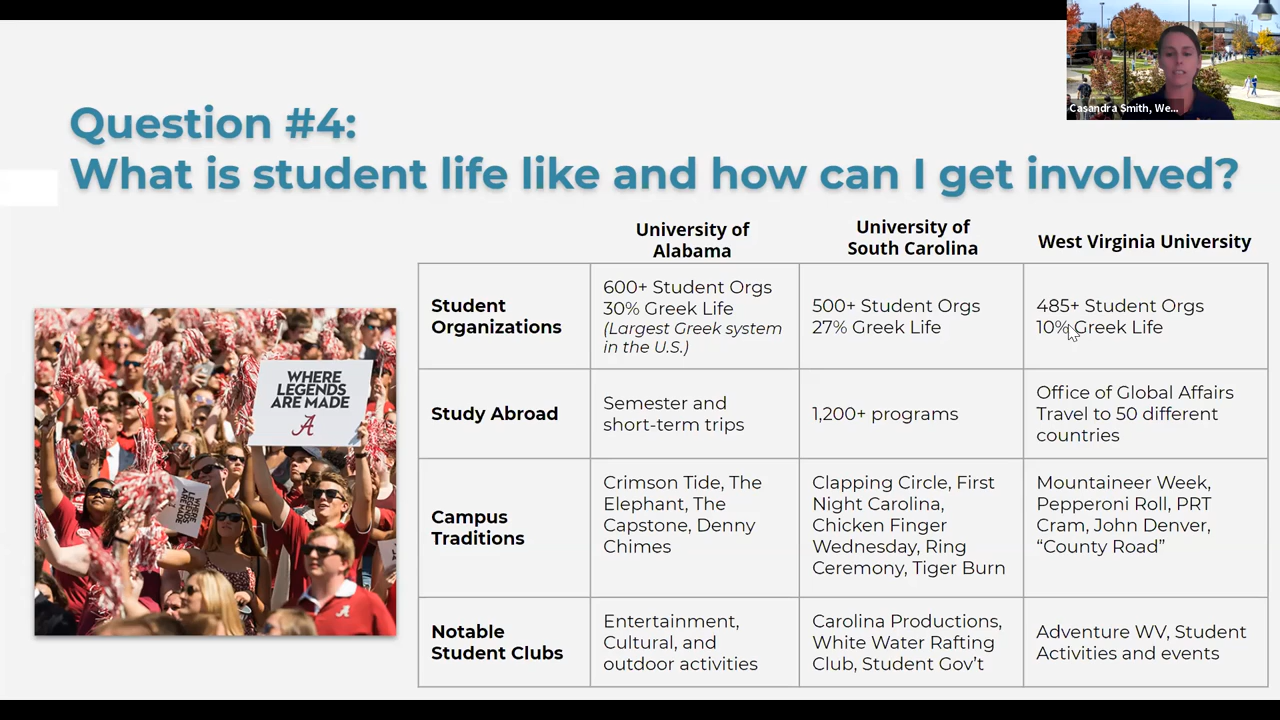 Casandra Smith, We...
Question #4:
What is student life like and how can I get involved?
University of
Alabama
University of
South Carolina
West Virginia University
Student
Organizations
600+ Student Orgs
30% Greek Life
(Largest Greek system
in the U.S.)
500+ Student Orgs
27% Greek Life
485+ Student Orgs
10% Greek Life
Study Abroad
Semester and
short-term trips
1,200+ programs
Office of Global Affairs
Travel to 50 different
countries
Campus
Traditions
Crimson Tide, The
Elephant, The
Capstone, Denny
Chimes
Clapping Circle, First
Night Carolina,
Chicken Finger
Wednesday, Ring
Ceremony, Tiger Burn
Mountaineer Week,
Pepperoni Roll, PRT
Cram, John Denver,
“County Road”
Notable
Student Clubs
Entertainment,
Cultural, and
outdoor activities
Carolina Productions,
White Water Rafting
Club, Student Gov’t
Adventure WV, Student
Activities and events
WHERE
LEGENDS
ARE MADE
A
WHERE
LEGENDS
ARE MADE